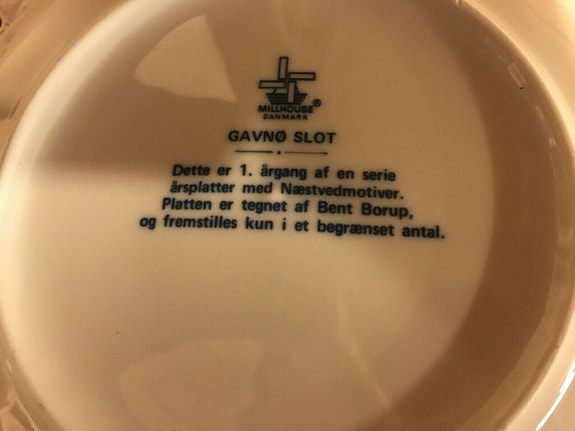 MILLHOUSE®
DANMARK
GAVNØ SLOT
Dette er 1. årgang af en serie
årsplatter med Næstvedmotiver.
Platten er tegnet af Bent Borup,
og fremstilles kun i et begrænset antal.